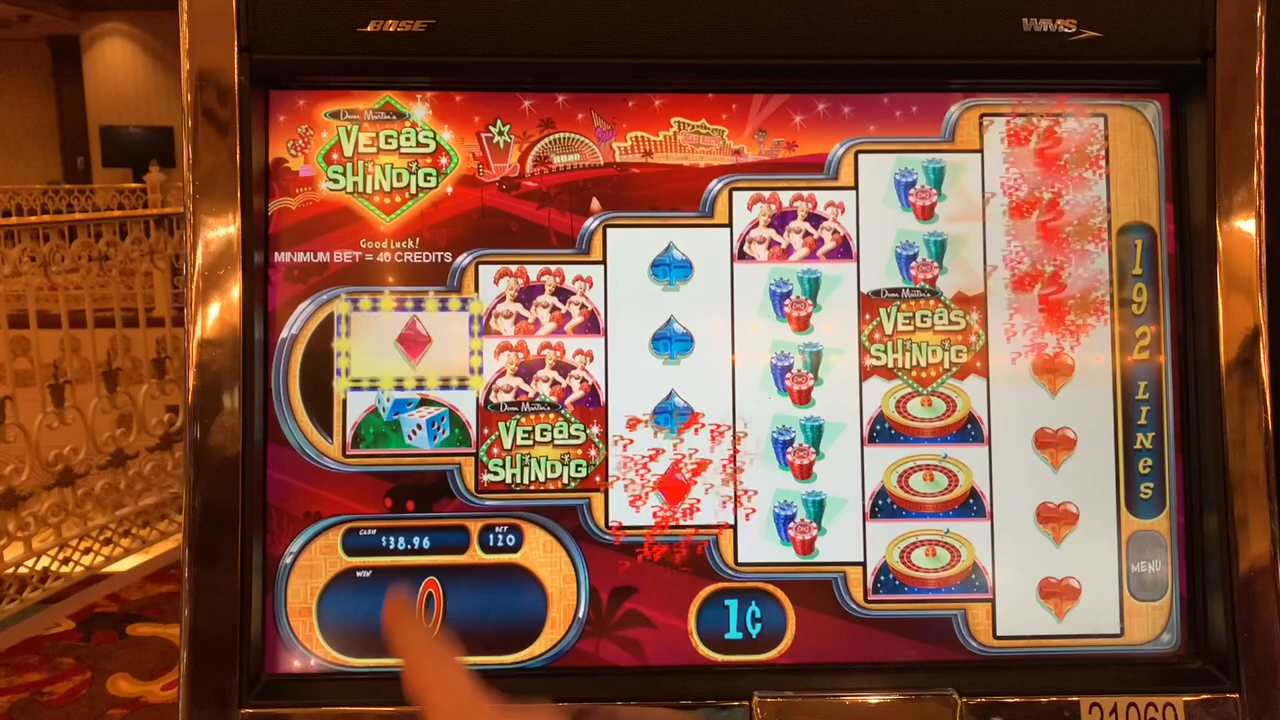 BOSE
WMS
Dean Martin's
VEGAS
SHINDIG
Good Luck!
MINIMUM BET = 40 CREDITS
Dean Martin's
VEGAS
SHINDIG
Dean Martin's
VEGAS
SHINDIG
192 LINES
MENU
CASH
$38.96
BET
120
WIN
0
1¢
21069